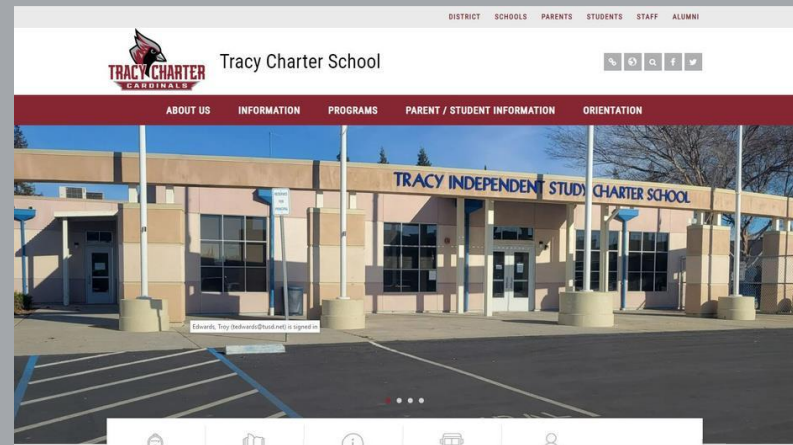 DISTRICT SCHOOLS PARENTS STUDENTS STAFF ALUMNI
TRACY CHARTER
CARDINALS
Tracy Charter School
ABOUT US INFORMATION PROGRAMS PARENT / STUDENT INFORMATION ORIENTATION
TRACY INDEPENDENT STUDY CHARTER SCHOOL
Edwards, Troy (tedwards@tusd.net) is signed in